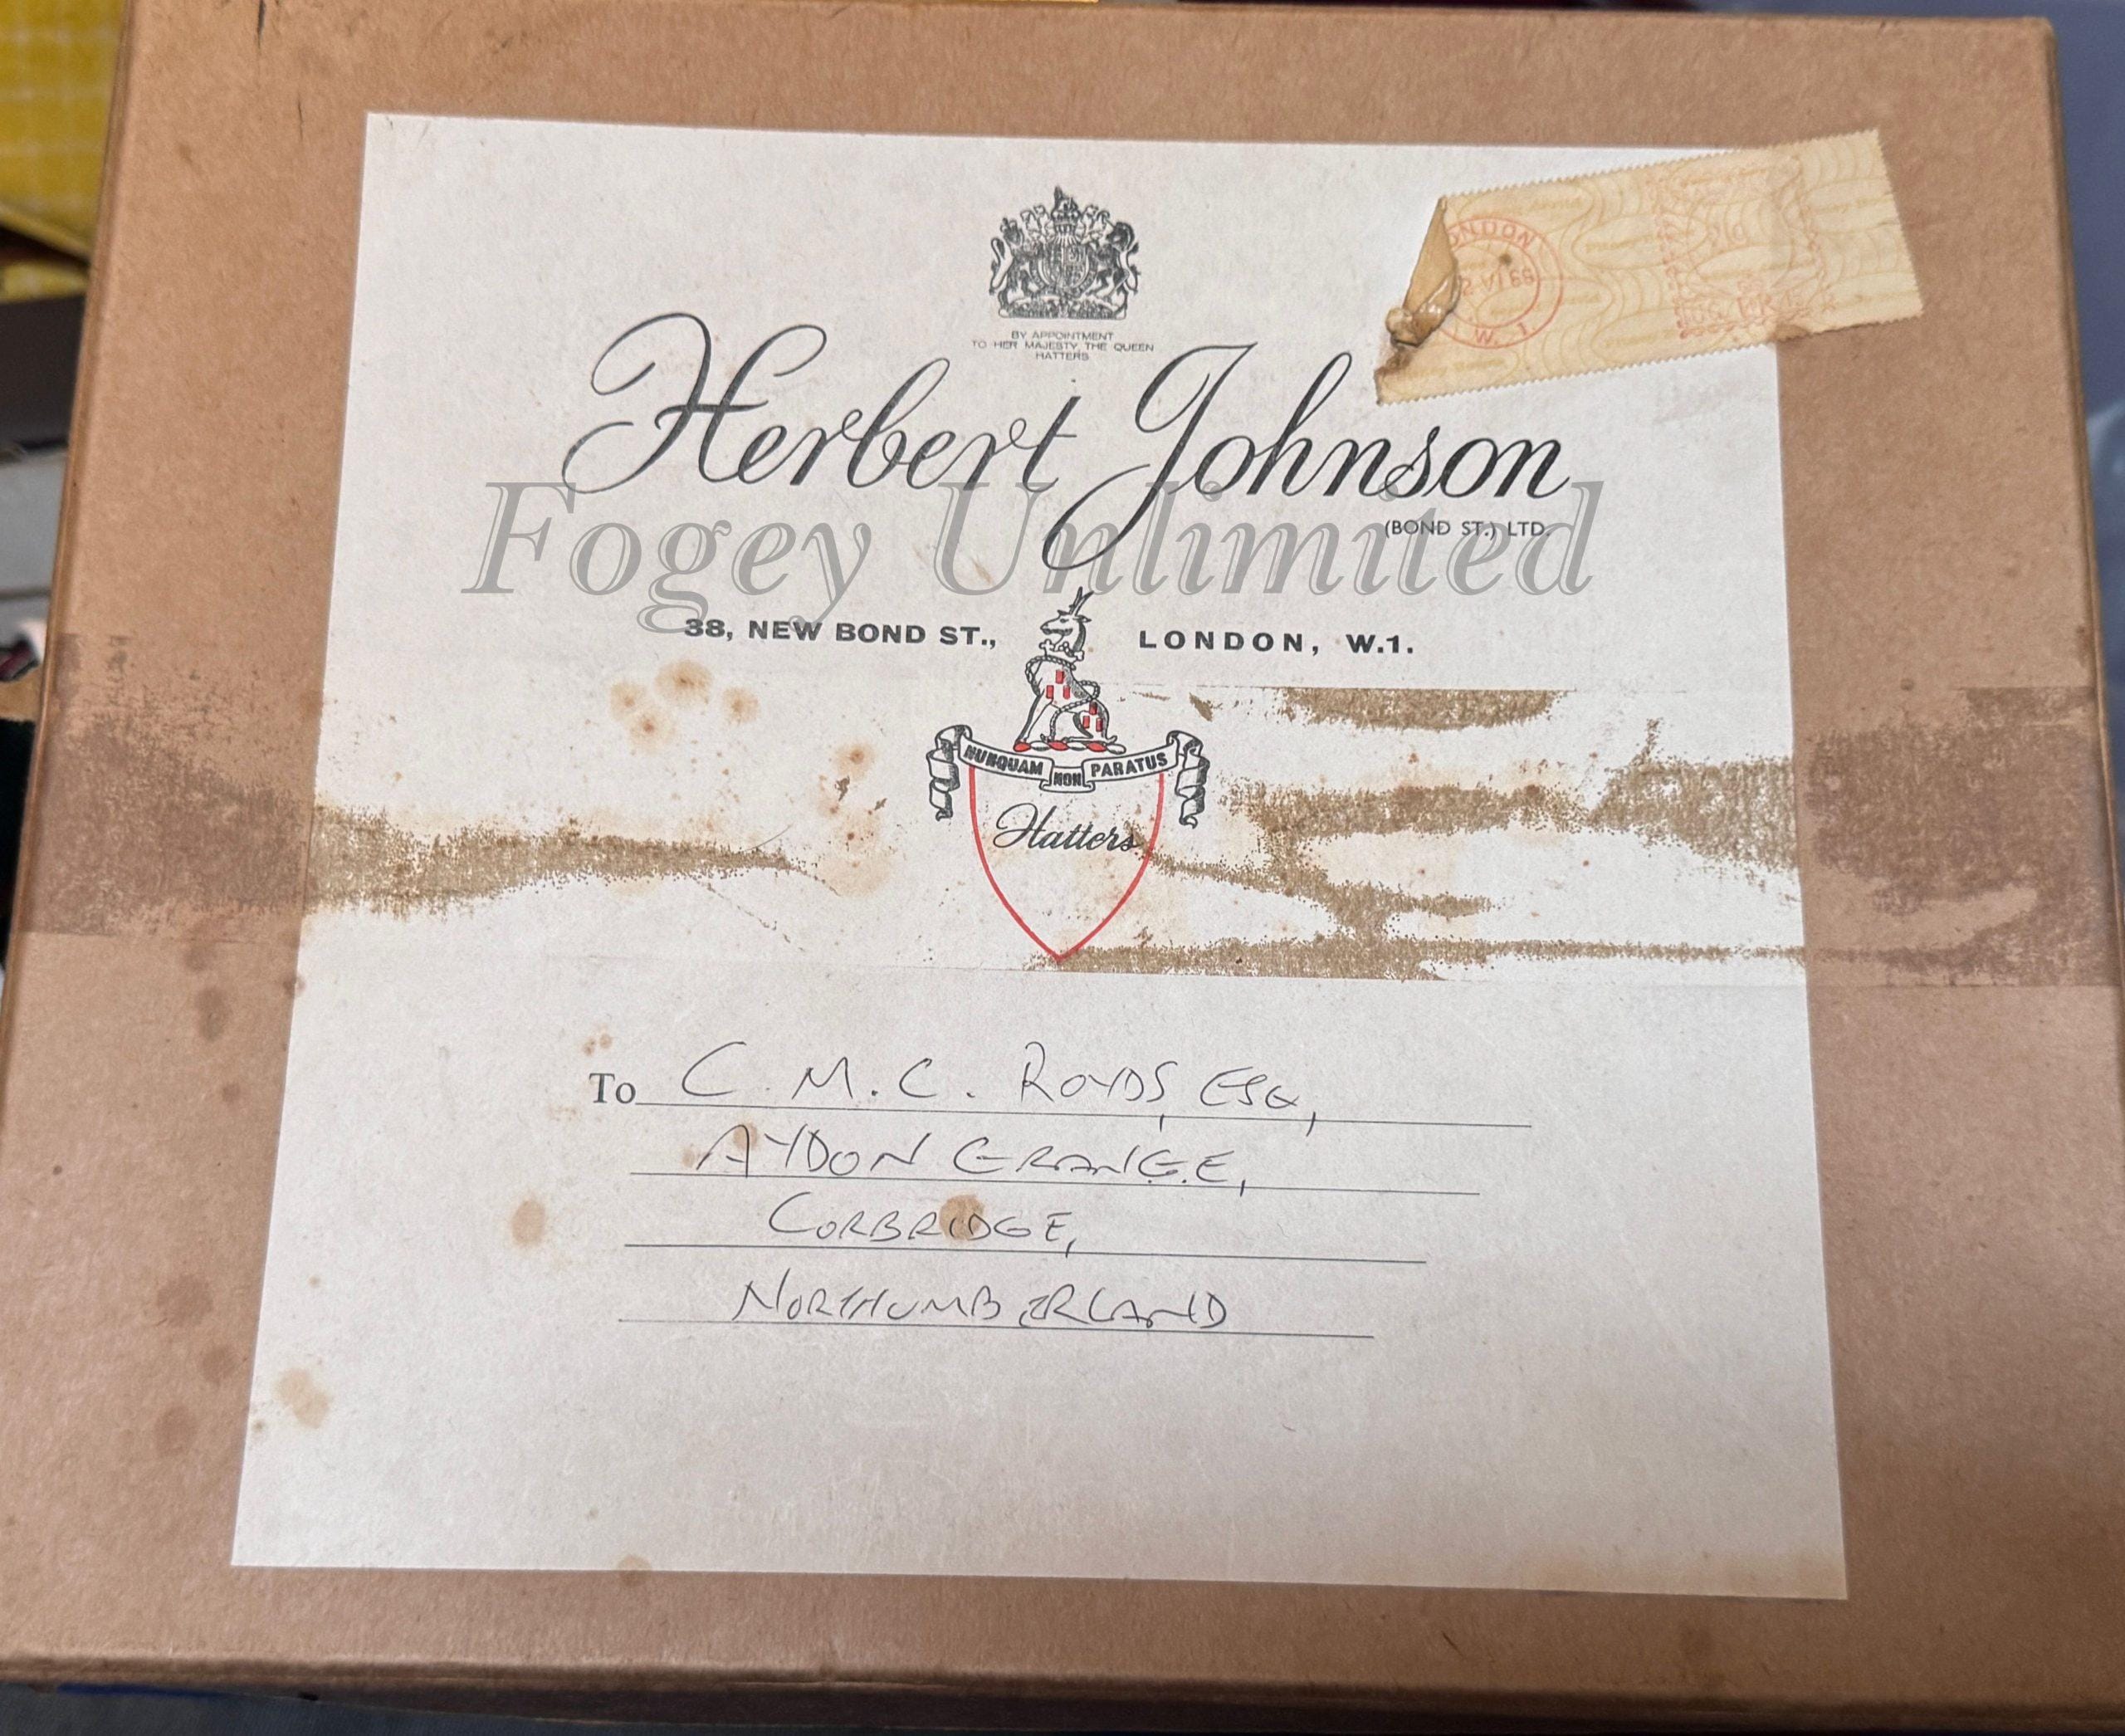 BY APPOINTMENT
TO HER MAJESTY THE QUEEN
HATTERS
Herbert Johnson
(BOND ST.) LTD.
Fogey Unlimited
38, NEW BOND ST., LONDON, W.1.
NUNQUAM NON PARATUS
Hatters
To C. M. C. ROYDS, ESQ,
AYDON GRANGE,
CORBRIDGE,
NORTHUMBERLAND
W. 1